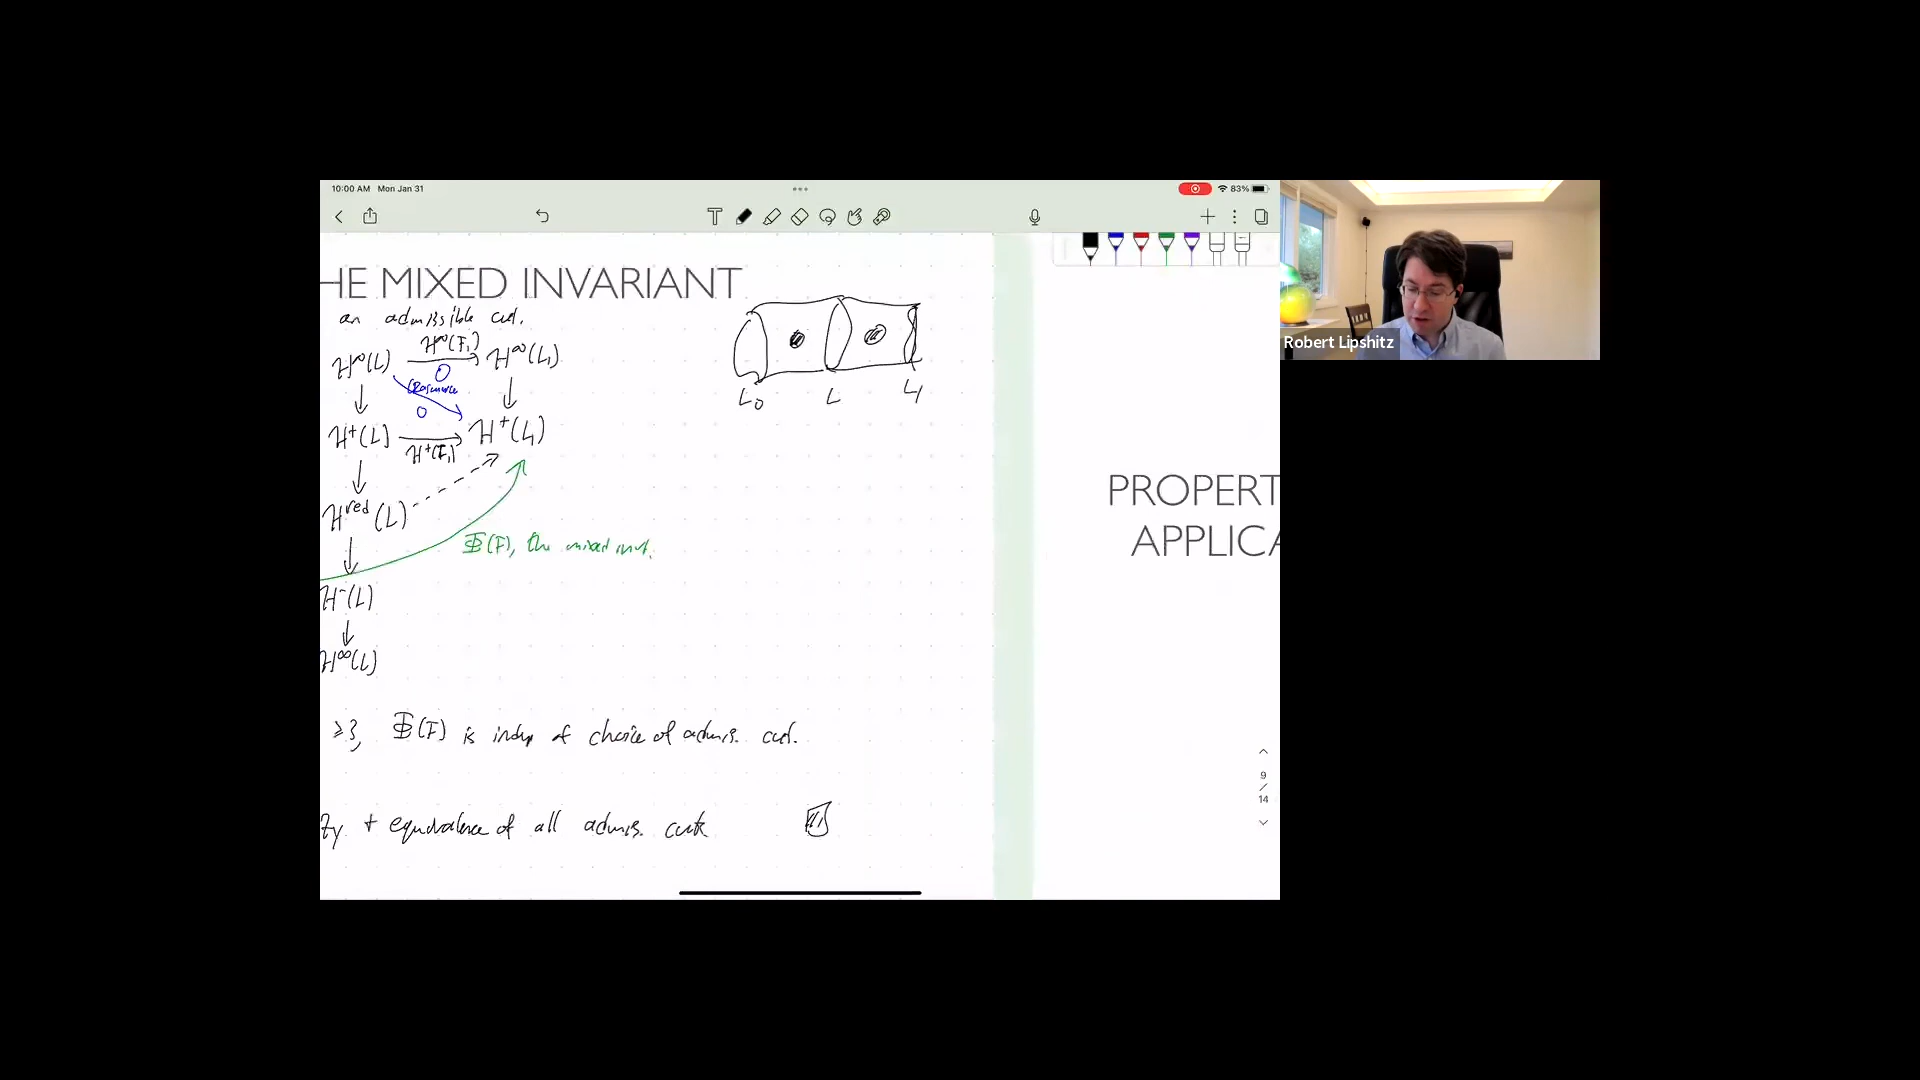 10:00 AM Mon Jan 31
83%
HE MIXED INVARIANT
an admissible cut.
H^∞(L) H^∞(F₁) H^∞(L₁)
0
0
H⁺(L) H⁺(F₁) H⁺(L₁)
H^red(L)
Φ(F), the mixed invt.
H⁻(L)
H^∞(L)
L₀ L L₁
≥3, Φ(F) is indep of choice of admis. cut.
+ equivalence of all admis. cuts
PROPERT
APPLICA
9
/
14
Robert Lipshitz